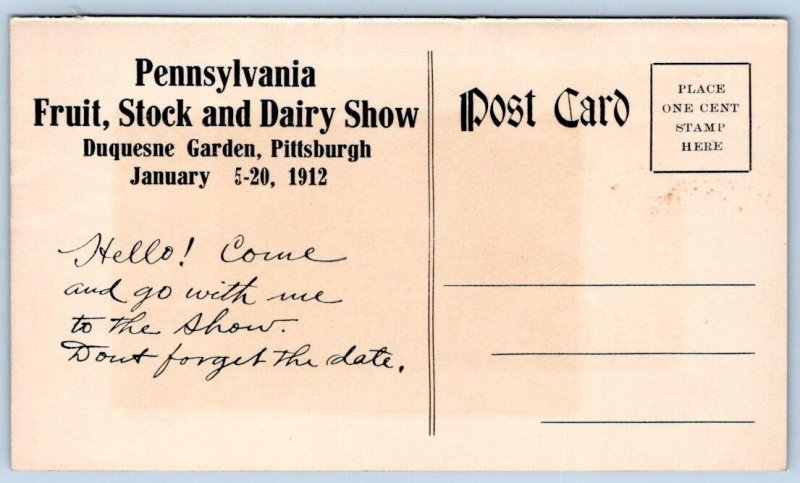 Pennsylvania
Fruit, Stock and Dairy Show
Duquesne Garden, Pittsburgh
January 5-20, 1912
Hello! Come
and go with me
to the show.
Dont forget the date.
Post Card
PLACE
ONE CENT
STAMP
HERE